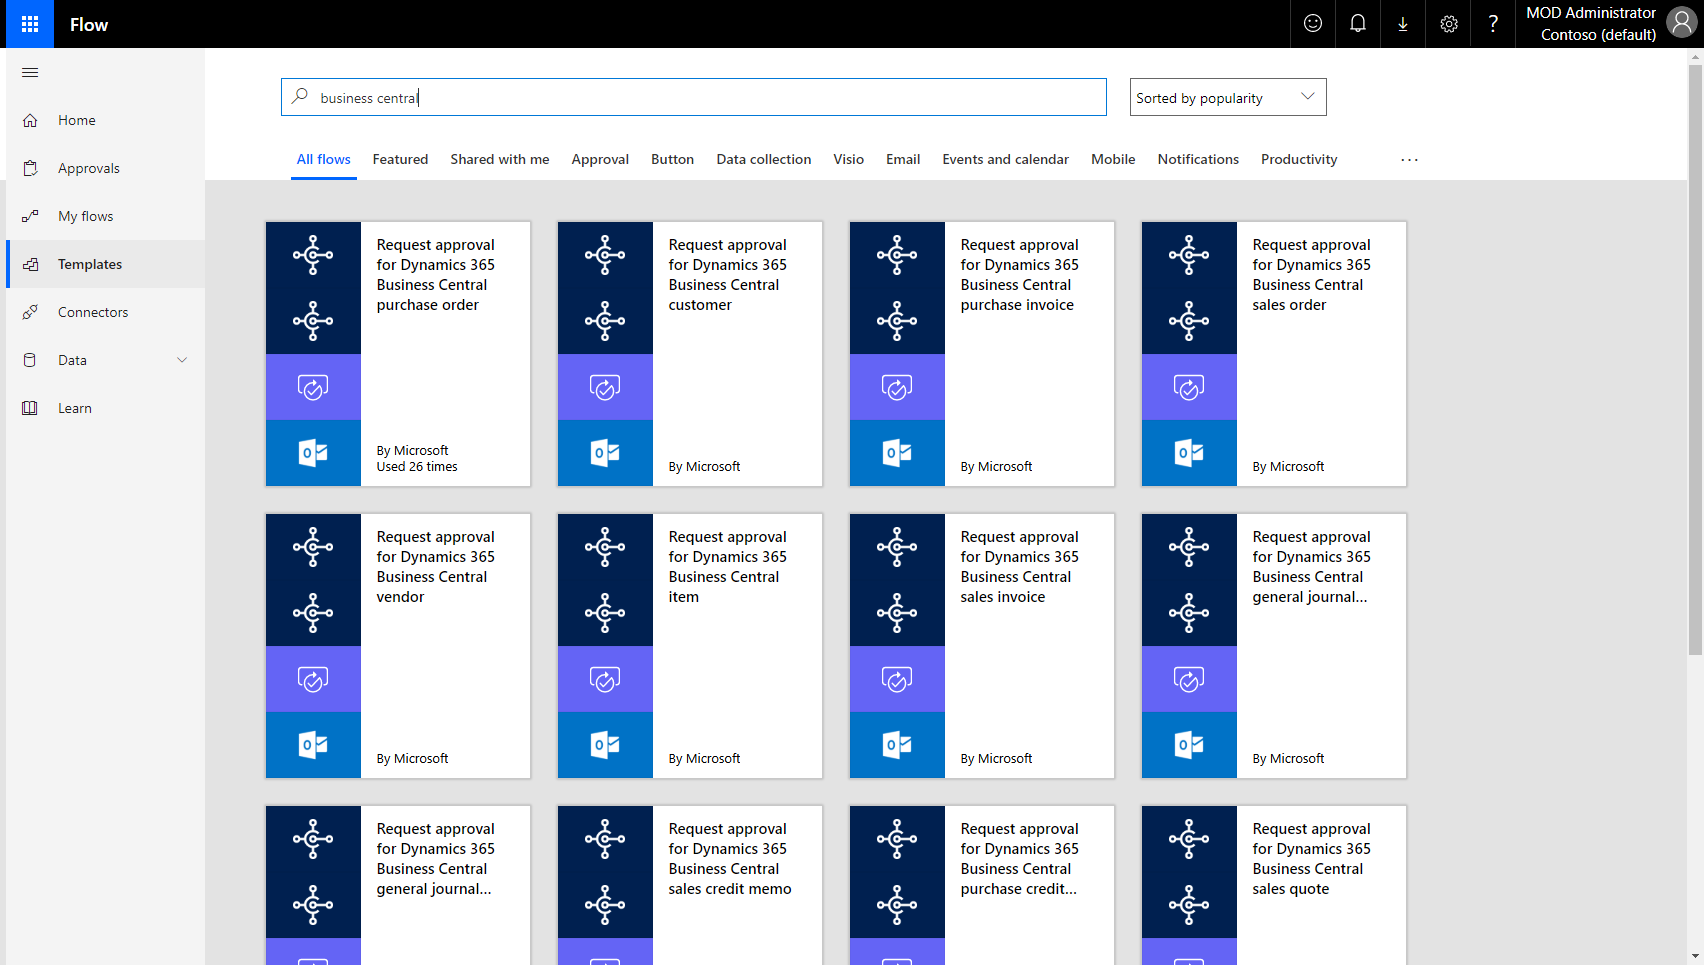 Flow
MOD Administrator
Contoso (default)
business central
Sorted by popularity
Home
Approvals
My flows
Templates
Connectors
Data
Learn
All flows Featured Shared with me Approval Button Data collection Visio Email Events and calendar Mobile Notifications Productivity ...
Request approval
for Dynamics 365
Business Central
purchase order
By Microsoft
Used 26 times
Request approval
for Dynamics 365
Business Central
customer
By Microsoft
Request approval
for Dynamics 365
Business Central
purchase invoice
By Microsoft
Request approval
for Dynamics 365
Business Central
sales order
By Microsoft
Request approval
for Dynamics 365
Business Central
vendor
By Microsoft
Request approval
for Dynamics 365
Business Central
item
By Microsoft
Request approval
for Dynamics 365
Business Central
sales invoice
By Microsoft
Request approval
for Dynamics 365
Business Central
general journal...
By Microsoft
Request approval
for Dynamics 365
Business Central
general journal...
Request approval
for Dynamics 365
Business Central
sales credit memo
Request approval
for Dynamics 365
Business Central
purchase credit...
Request approval
for Dynamics 365
Business Central
sales quote